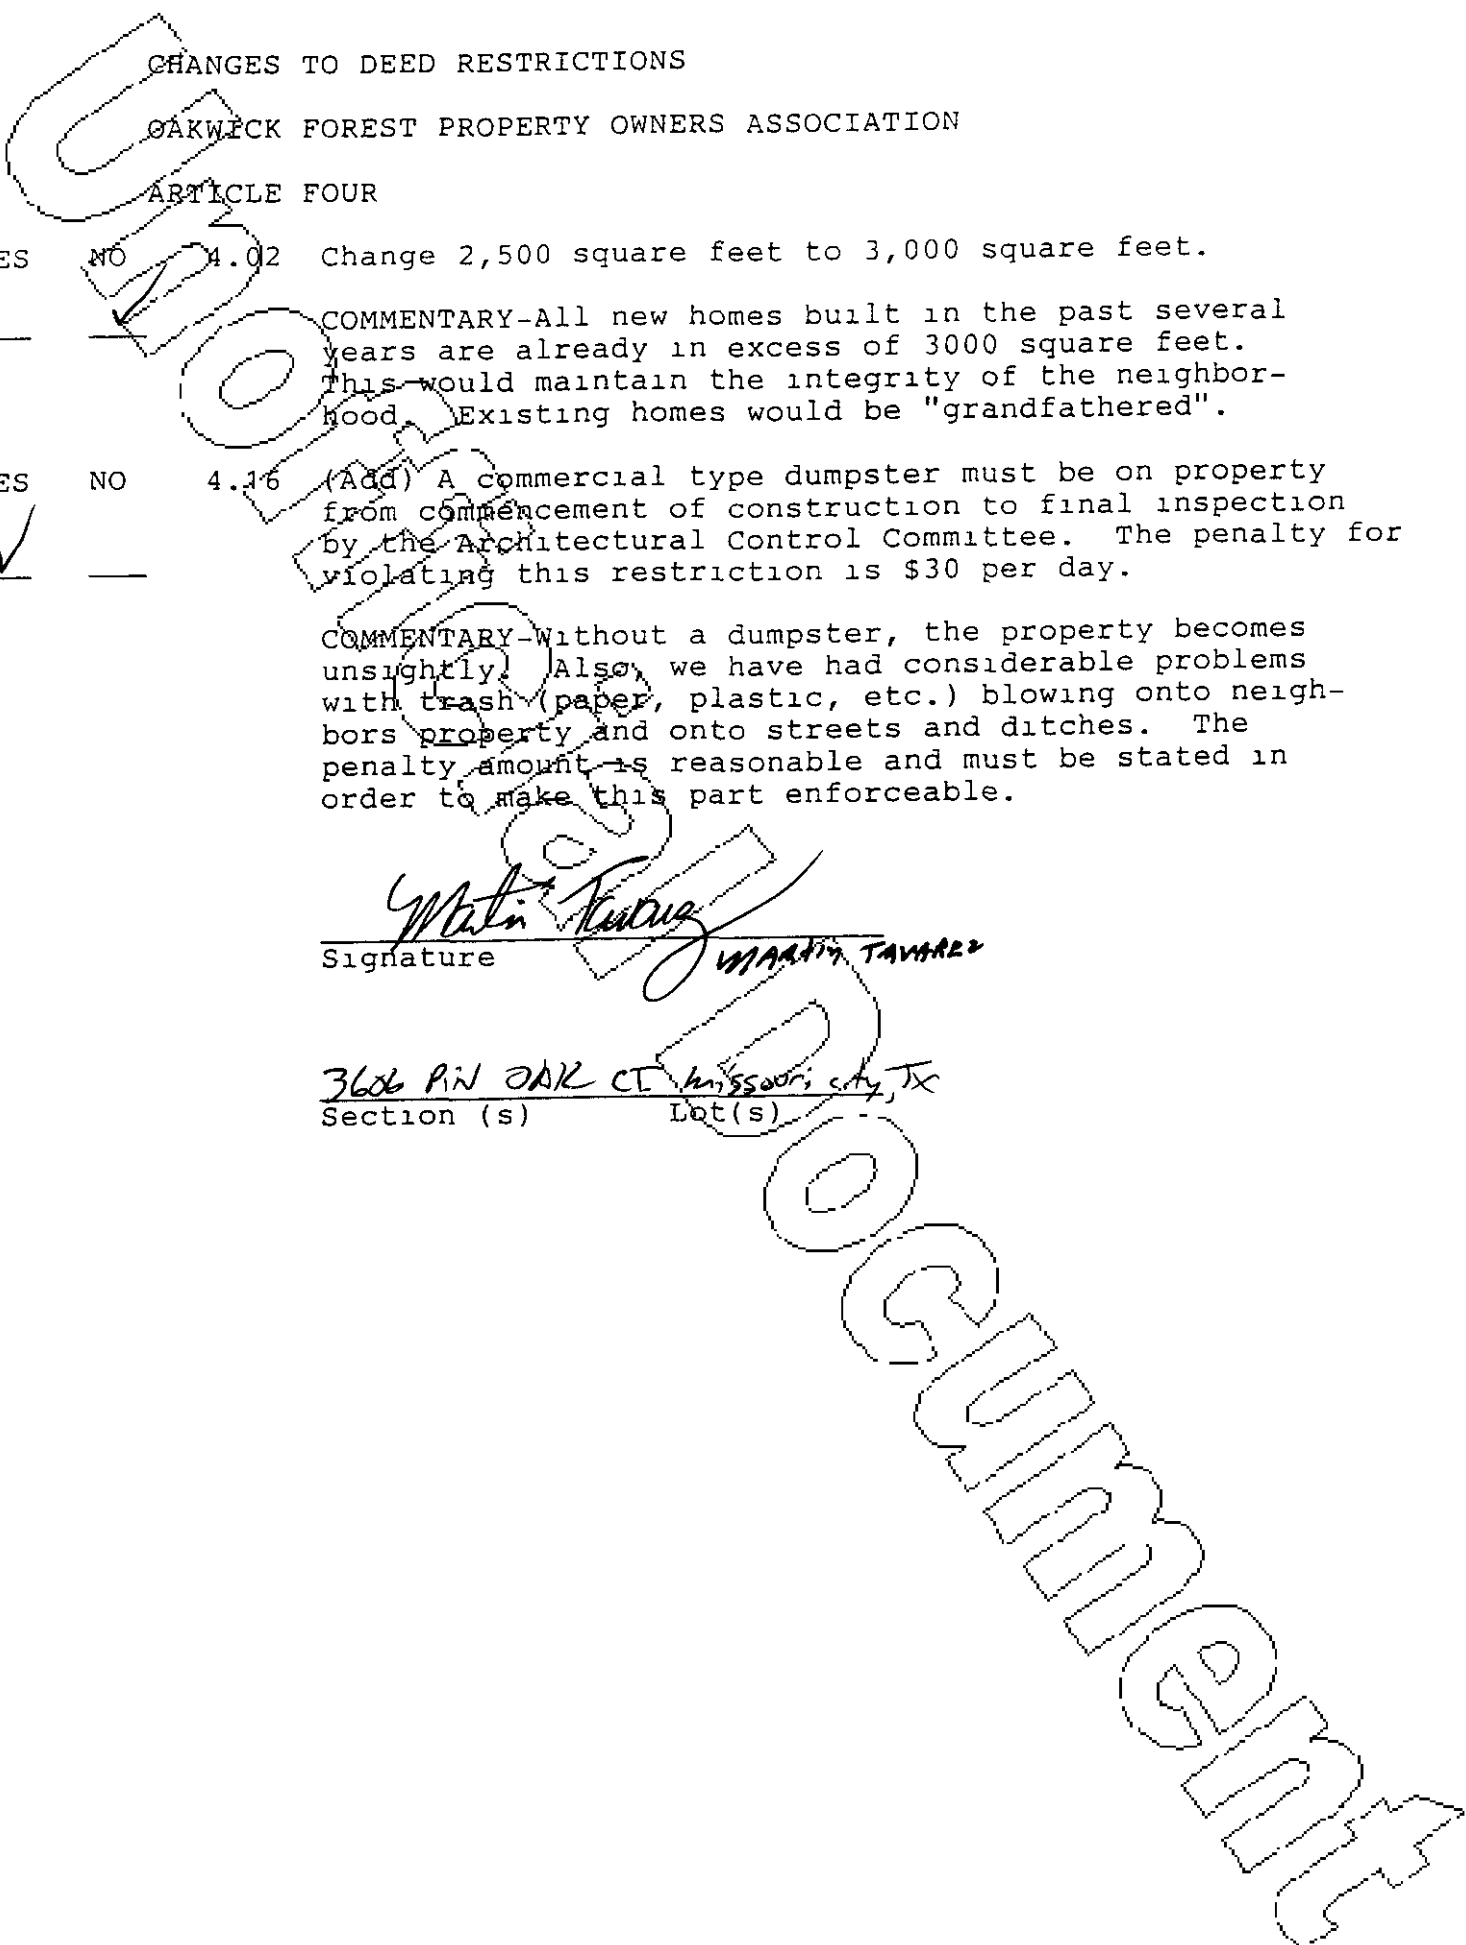 CHANGES TO DEED RESTRICTIONS
OAKWICK FOREST PROPERTY OWNERS ASSOCIATION
ARTICLE FOUR
ES NO 4.02 Change 2,500 square feet to 3,000 square feet.
COMMENTARY-All new homes built in the past several
years are already in excess of 3000 square feet.
This would maintain the integrity of the neighbor-
hood. Existing homes would be "grandfathered".
ES NO 4.16 (Add) A commercial type dumpster must be on property
from commencement of construction to final inspection
by the Architectural Control Committee. The penalty for
violating this restriction is $30 per day.
COMMENTARY-Without a dumpster, the property becomes
unsightly. Also, we have had considerable problems
with trash (paper, plastic, etc.) blowing onto neigh-
bors property and onto streets and ditches. The
penalty amount is reasonable and must be stated in
order to make this part enforceable.
Martin Tavarez
Signature MARTIN TAVAREZ
3606 PIN OAK CT missouri city, TX
Section (s) Lot(s)
Unofficial Document